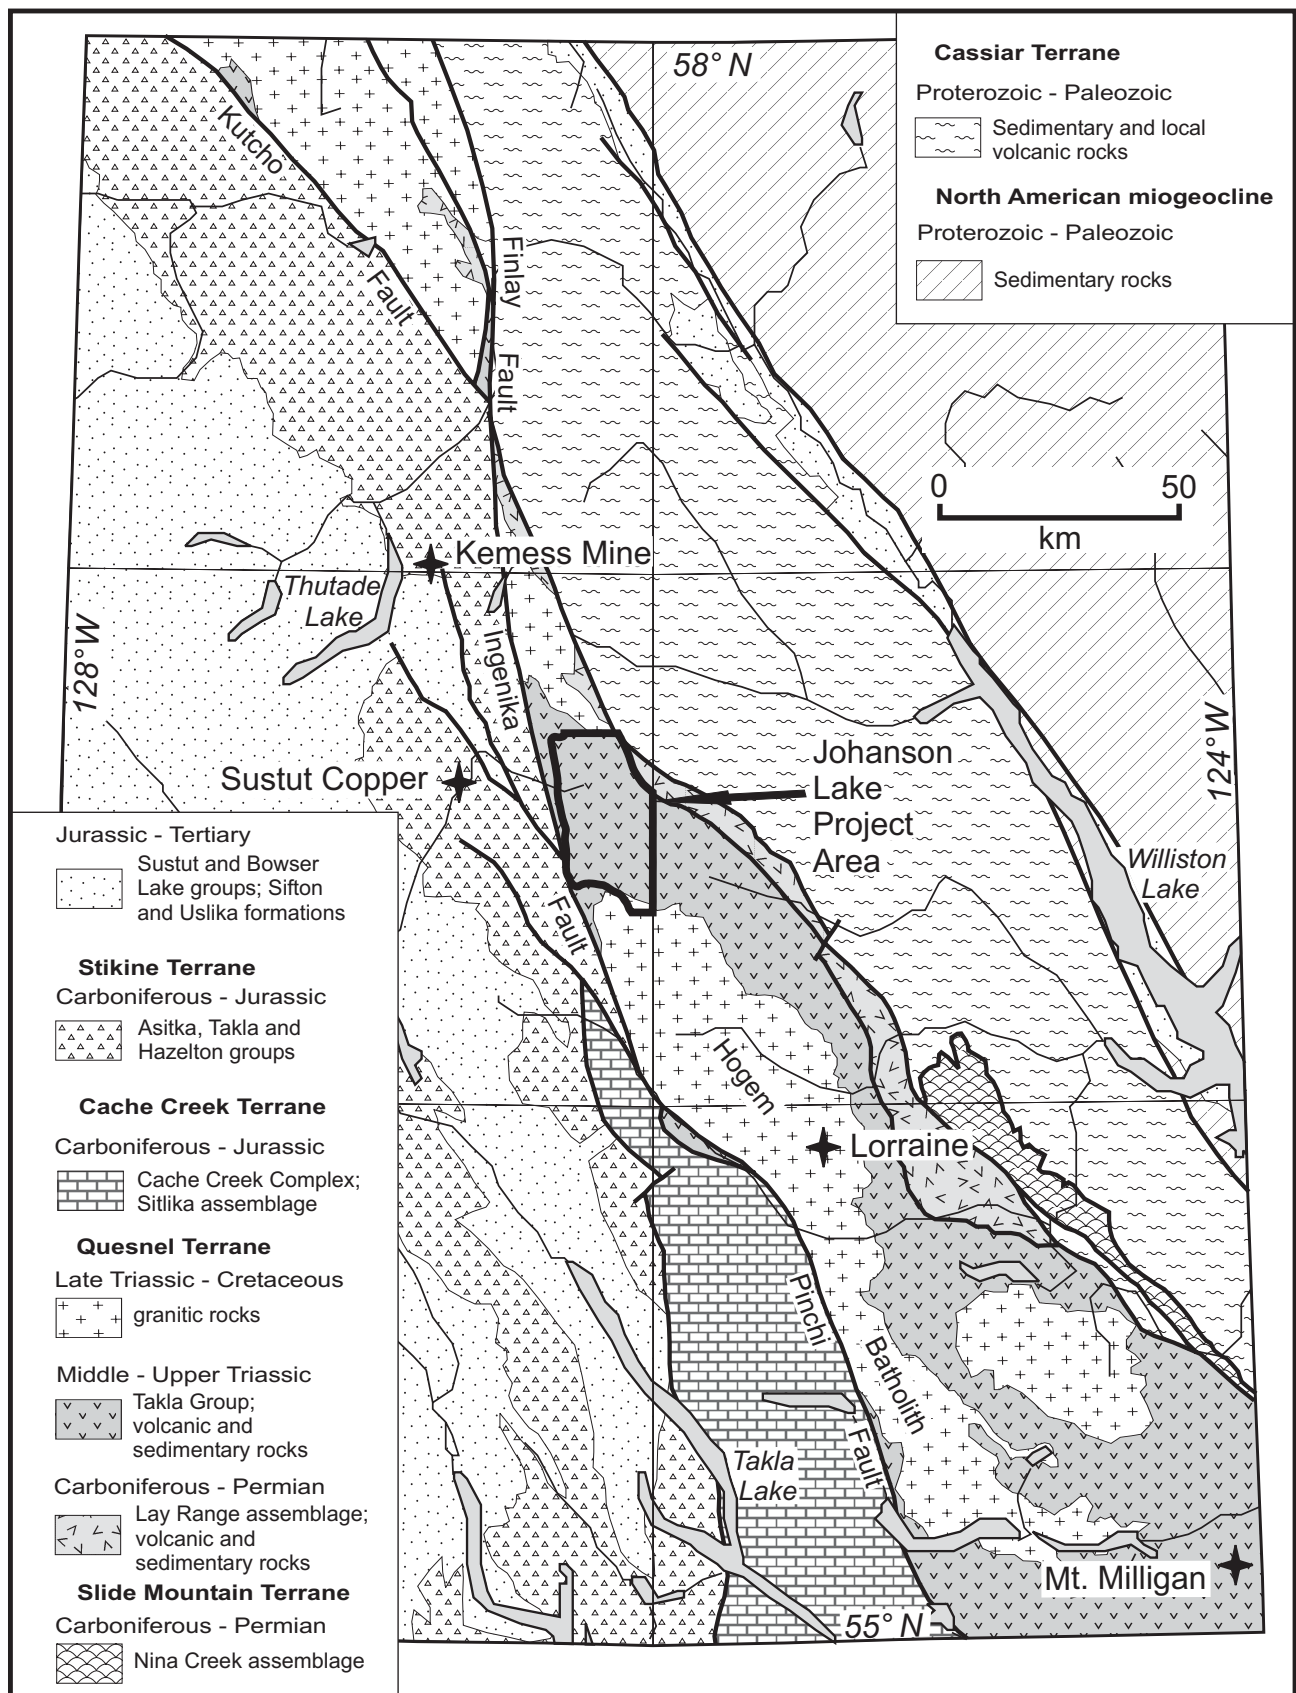 58° N
Cassiar Terrane
Proterozoic - Paleozoic
Sedimentary and local
volcanic rocks
North American miogeocline
Proterozoic - Paleozoic
Sedimentary rocks
Kutcho
Fault
Finlay
Fault
0 50
km
Kemess Mine
Thutade
Lake
128° W
Ingenika
Fault
Sustut Copper
Johanson
Lake
Project
Area
124° W
Williston
Lake
Hogem
Batholith
Lorraine
Pinchi
Fault
Takla
Lake
Mt. Milligan
55° N
Jurassic - Tertiary
Sustut and Bowser
Lake groups; Sifton
and Uslika formations
Stikine Terrane
Carboniferous - Jurassic
Asitka, Takla and
Hazelton groups
Cache Creek Terrane
Carboniferous - Jurassic
Cache Creek Complex;
Sitlika assemblage
Quesnel Terrane
Late Triassic - Cretaceous
granitic rocks
Middle - Upper Triassic
Takla Group;
volcanic and
sedimentary rocks
Carboniferous - Permian
Lay Range assemblage;
volcanic and
sedimentary rocks
Slide Mountain Terrane
Carboniferous - Permian
Nina Creek assemblage